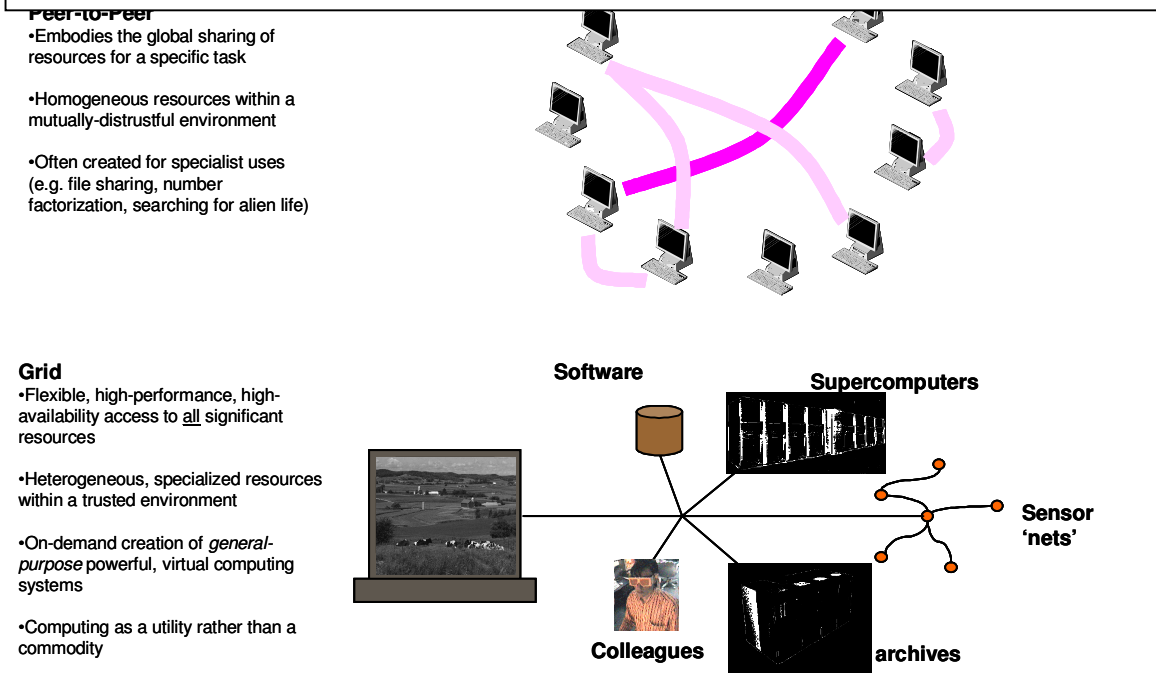 Peer-to-Peer
•Embodies the global sharing of
resources for a specific task
•Homogeneous resources within a
mutually-distrustful environment
•Often created for specialist uses
(e.g. file sharing, number
factorization, searching for alien life)
Grid
•Flexible, high-performance, high-
availability access to all significant
resources
•Heterogeneous, specialized resources
within a trusted environment
•On-demand creation of general-
purpose powerful, virtual computing
systems
•Computing as a utility rather than a
commodity
Software
Supercomputers
Sensor
‘nets’
Colleagues
archives